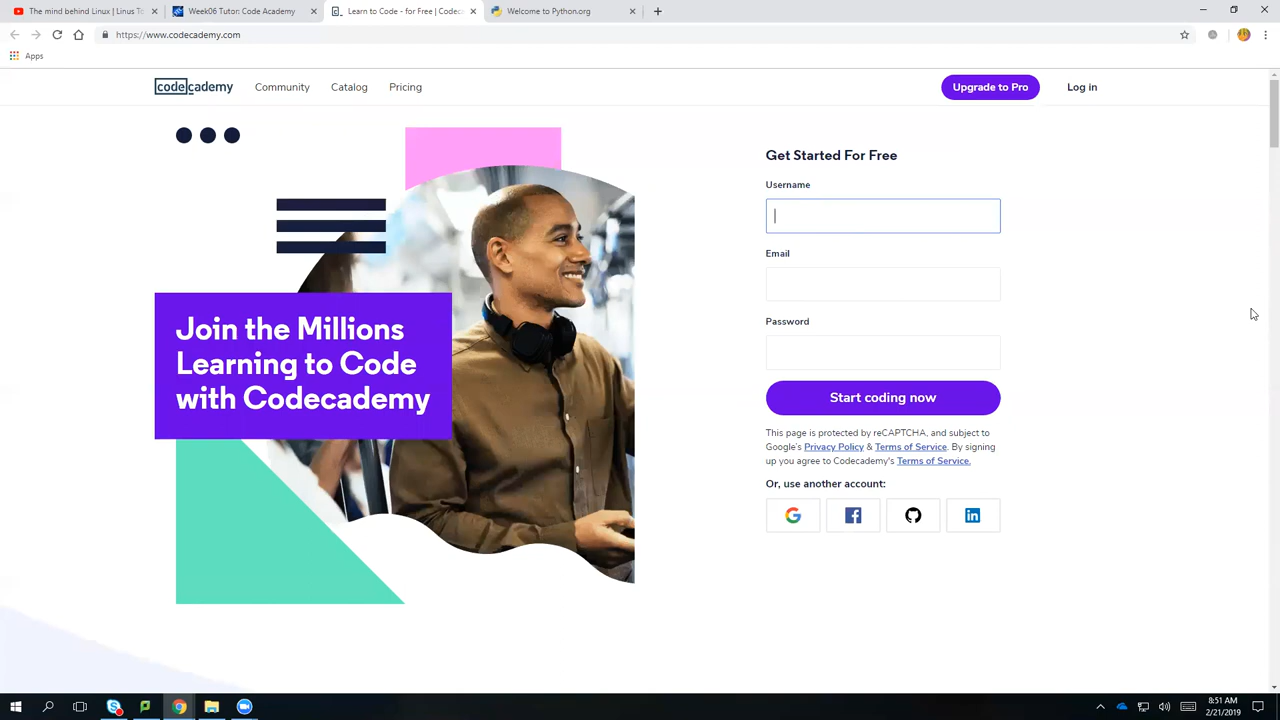 The mind behind Linux | Linus To
Week06 Tutor: Code Academy
Learn to Code - for Free | Codec
Welcome to Python.org
https://www.codecademy.com
Apps
codecademy
Community
Catalog
Pricing
Upgrade to Pro
Log in
Get Started For Free
Username
Email
Password
Join the Millions
Learning to Code
with Codecademy
Start coding now
This page is protected by reCAPTCHA, and subject to
Google's Privacy Policy & Terms of Service. By signing
up you agree to Codecademy's Terms of Service.
Or, use another account:
8:51 AM
2/21/2019